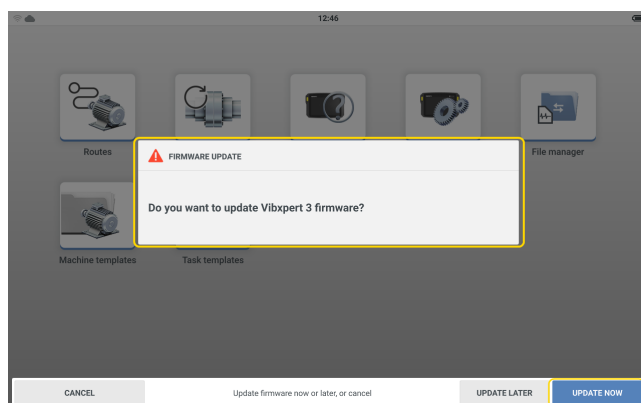 12:46
Routes
File manager
FIRMWARE UPDATE
Do you want to update Vibxpert 3 firmware?
Machine templates
Task templates
CANCEL
Update firmware now or later, or cancel
UPDATE LATER
UPDATE NOW